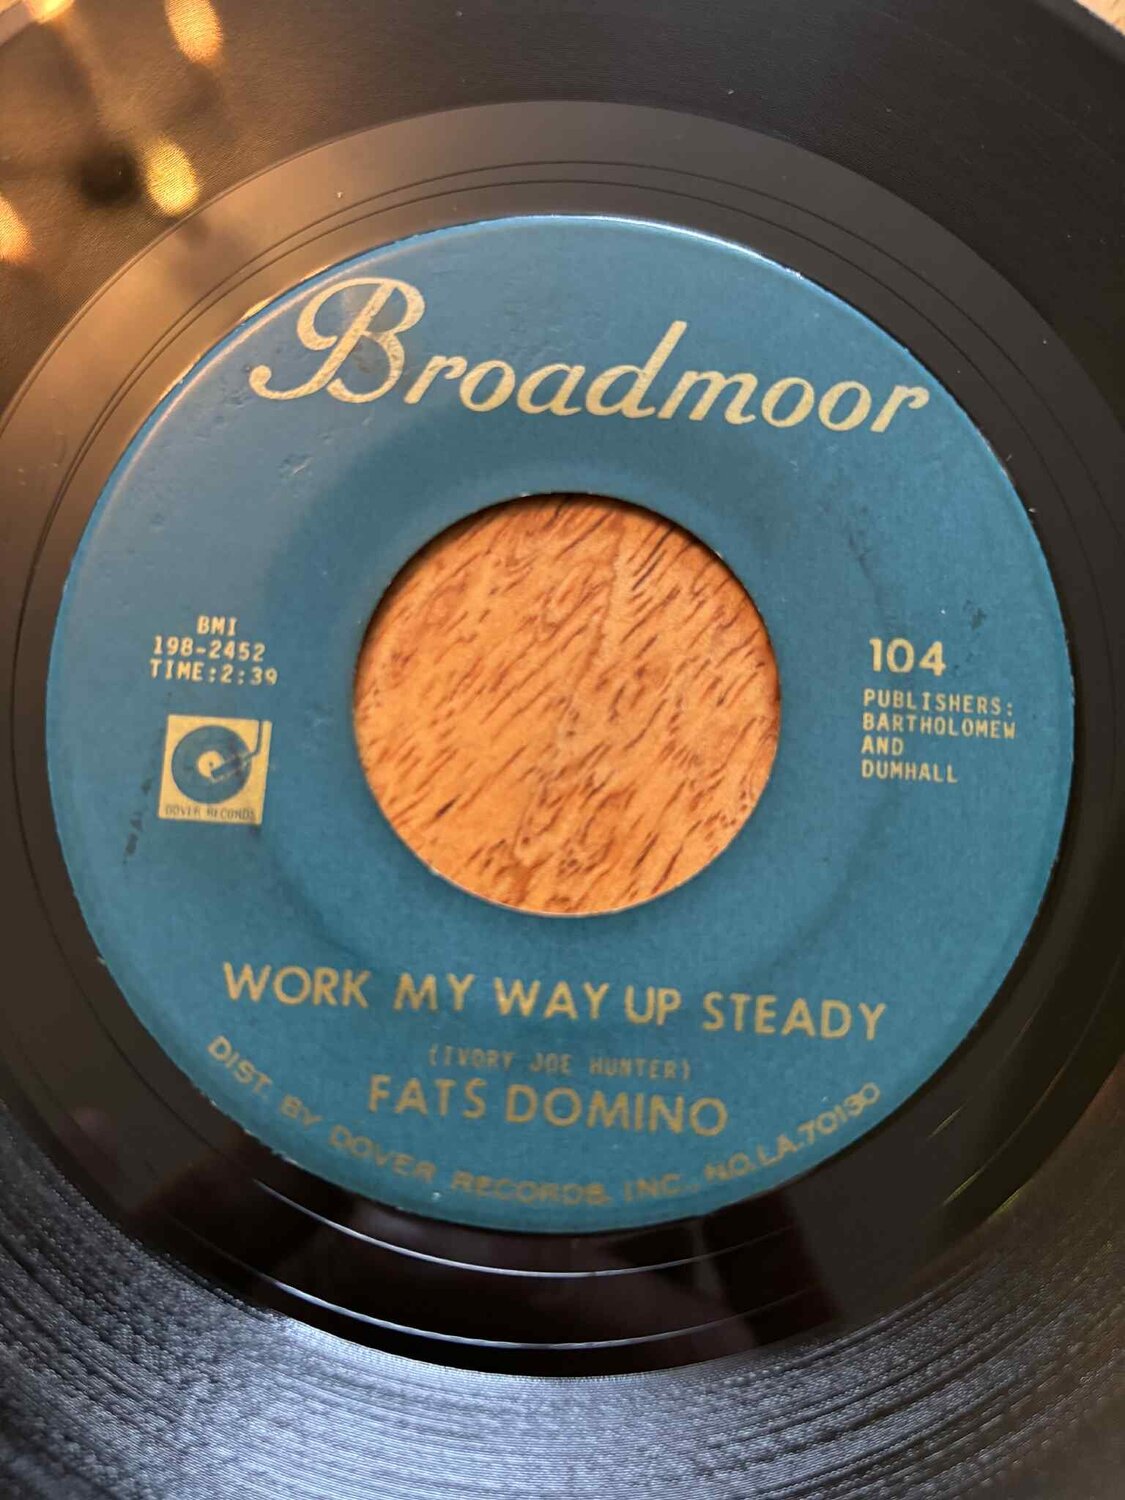 Broadmoor
BMI
198-2452
TIME:2:39
DOVER RECORDS
104
PUBLISHERS:
BARTHOLOMEW
AND
DUMHALL
WORK MY WAY UP STEADY
(IVORY JOE HUNTER)
FATS DOMINO
DIST. BY DOVER RECORDS, INC., N.O. LA. 70130